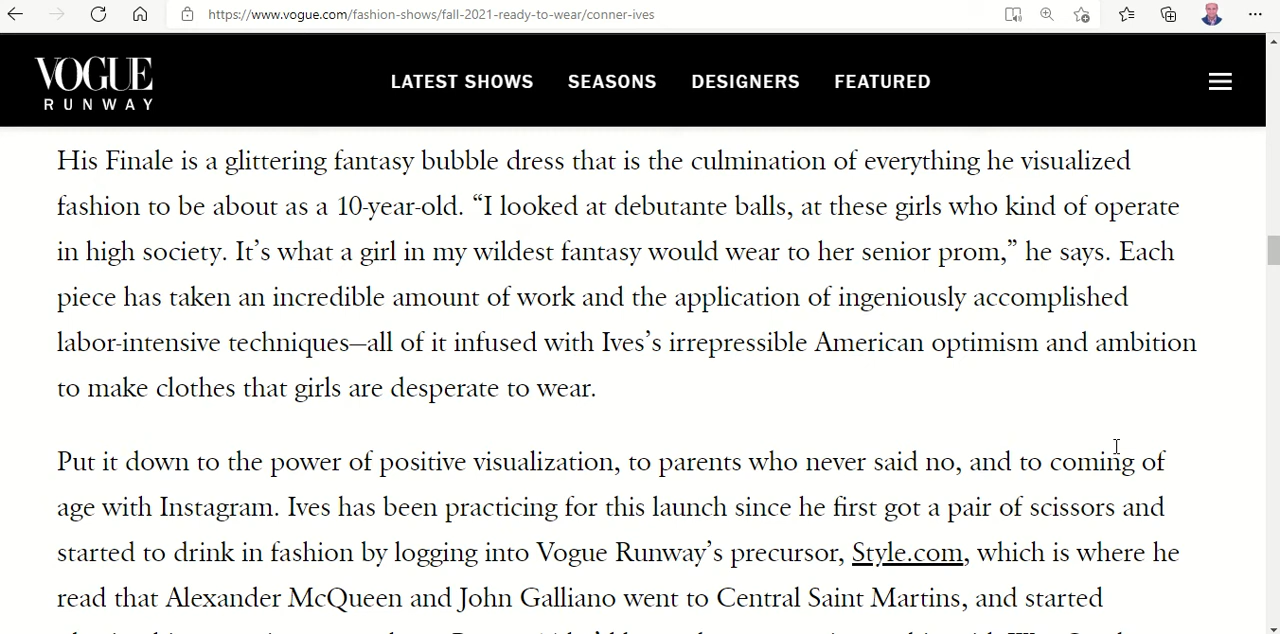 https://www.vogue.com/fashion-shows/fall-2021-ready-to-wear/conner-ives
VOGUE
RUNWAY
LATEST SHOWS SEASONS DESIGNERS FEATURED
His Finale is a glittering fantasy bubble dress that is the culmination of everything he visualized
fashion to be about as a 10-year-old. “I looked at debutante balls, at these girls who kind of operate
in high society. It’s what a girl in my wildest fantasy would wear to her senior prom,” he says. Each
piece has taken an incredible amount of work and the application of ingeniously accomplished
labor-intensive techniques—all of it infused with Ives’s irrepressible American optimism and ambition
to make clothes that girls are desperate to wear.
Put it down to the power of positive visualization, to parents who never said no, and to coming of
age with Instagram. Ives has been practicing for this launch since he first got a pair of scissors and
started to drink in fashion by logging into Vogue Runway’s precursor, Style.com, which is where he
read that Alexander McQueen and John Galliano went to Central Saint Martins, and started